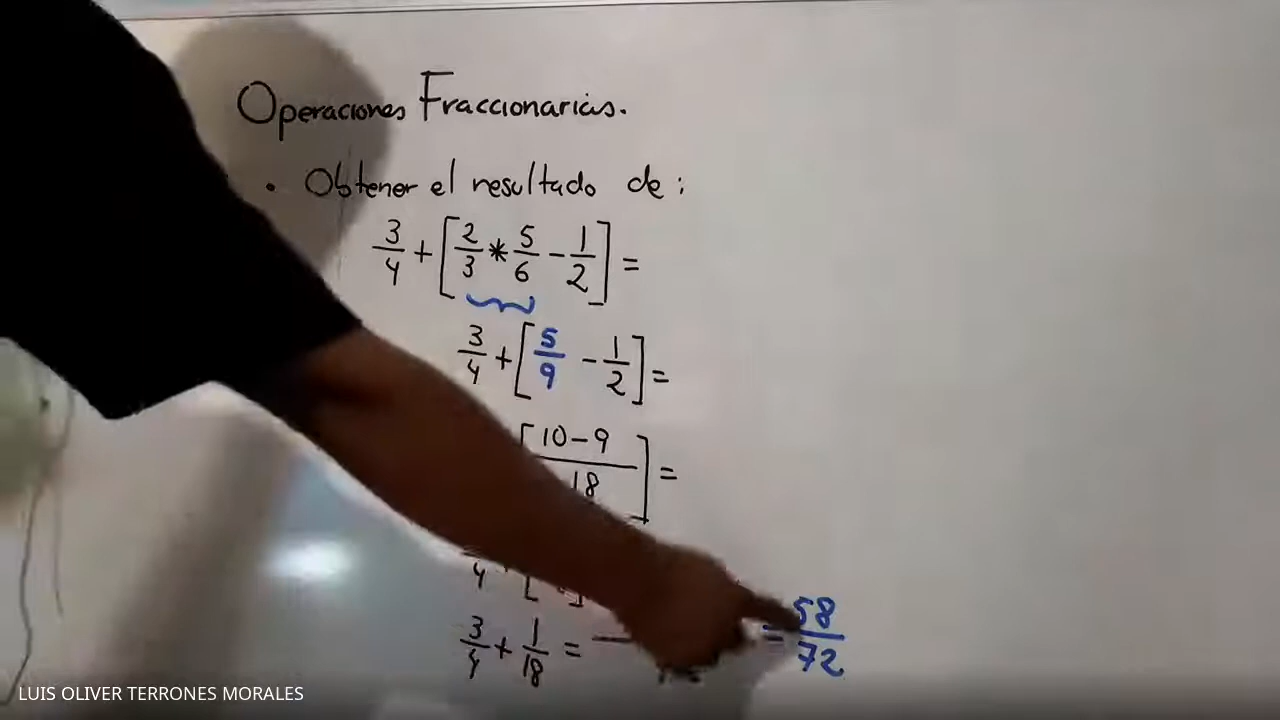 Operaciones Fraccionarias.
• Obtener el resultado de:
3/4 + [2/3 * 5/6 - 1/2] =
3/4 + [5/9 - 1/2] =
[10-9/18] =
4 [
3/4 + 1/18 = = 58/72
LUIS OLIVER TERRONES MORALES